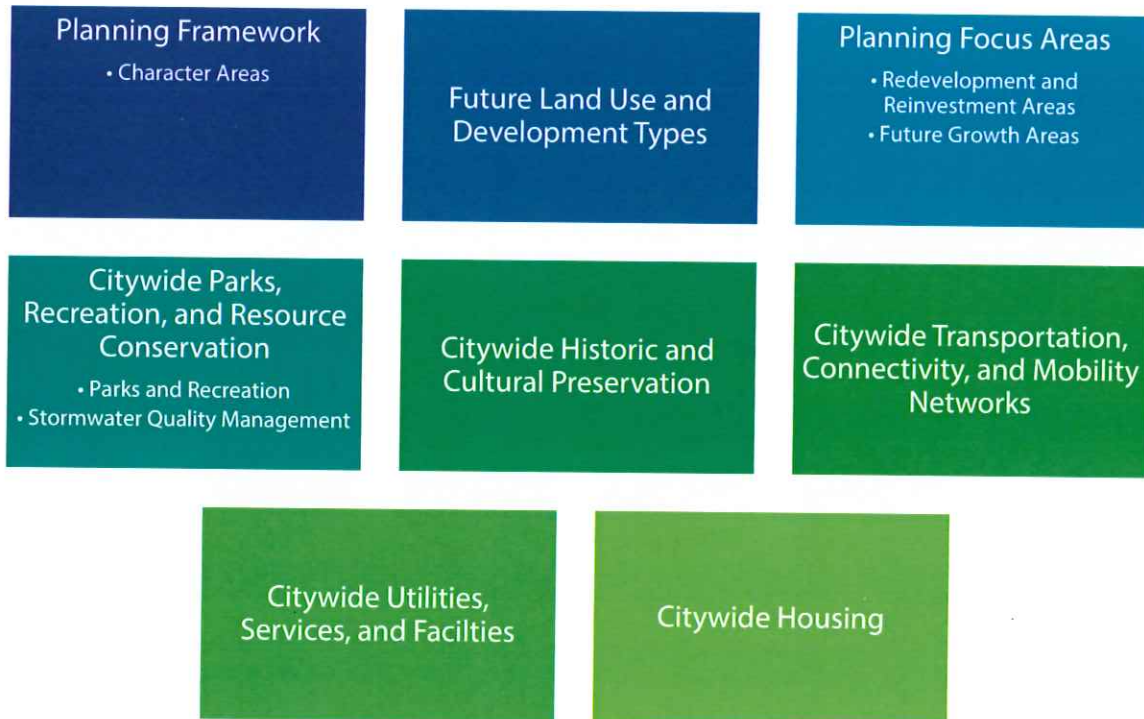 Planning Framework
• Character Areas
Future Land Use and
Development Types
Planning Focus Areas
• Redevelopment and
Reinvestment Areas
• Future Growth Areas
Citywide Parks,
Recreation, and Resource
Conservation
• Parks and Recreation
• Stormwater Quality Management
Citywide Historic and
Cultural Preservation
Citywide Transportation,
Connectivity, and Mobility
Networks
Citywide Utilities,
Services, and Facilties
Citywide Housing